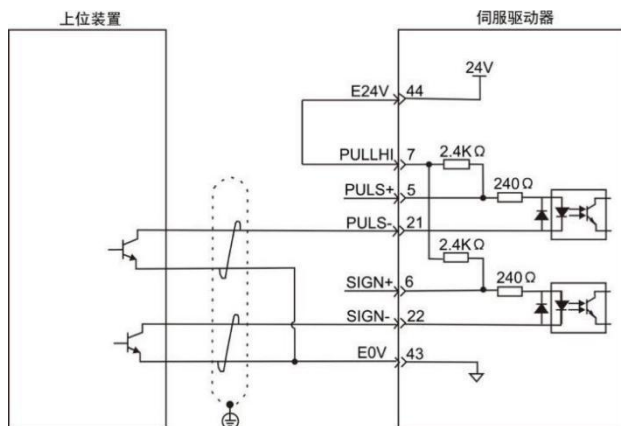 上位装置
伺服驱动器
24V
E24V 44
PULLHI 7 2.4KΩ
PULS+ 5 240Ω
PULS- 21
2.4KΩ
SIGN+ 6 240Ω
SIGN- 22
E0V 43